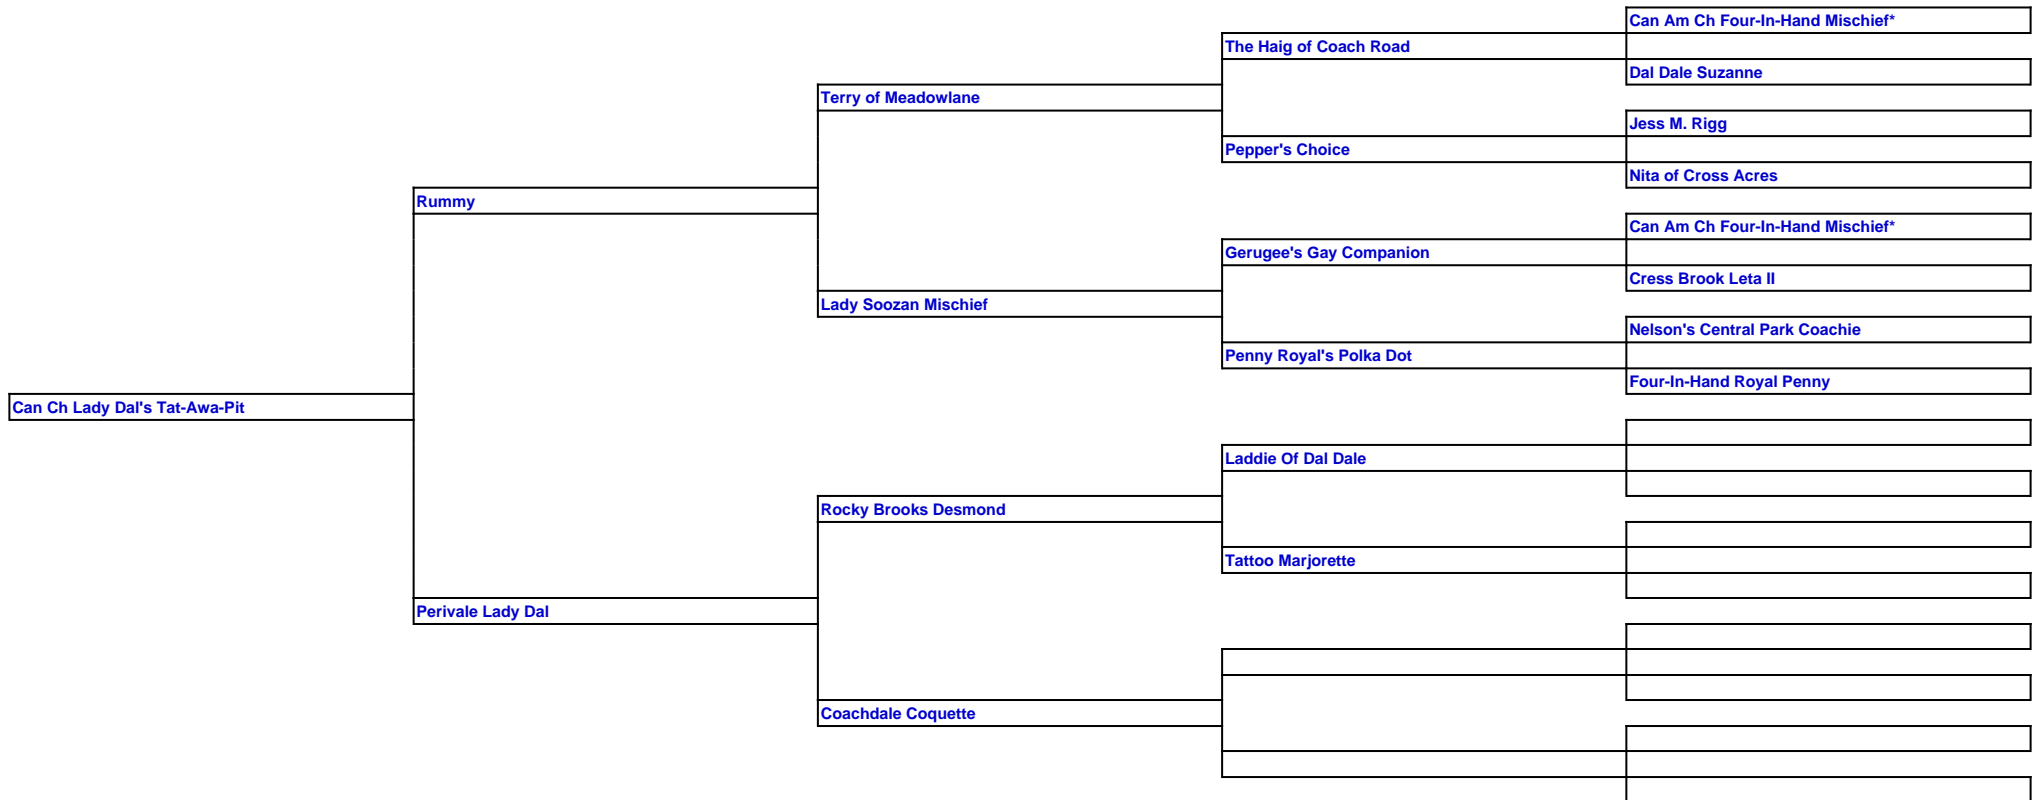 Can Am Ch Four-In-Hand Mischief*
The Haig of Coach Road
Dal Dale Suzanne
Terry of Meadowlane
Jess M. Rigg
Pepper's Choice
Nita of Cross Acres
Rummy
Can Am Ch Four-In-Hand Mischief*
Gerugee's Gay Companion
Cress Brook Leta II
Lady Soozan Mischief
Nelson's Central Park Coachie
Penny Royal's Polka Dot
Four-In-Hand Royal Penny
Can Ch Lady Dal's Tat-Awa-Pit
Laddie Of Dal Dale
Rocky Brooks Desmond
Tattoo Marjorette
Perivale Lady Dal
Coachdale Coquette